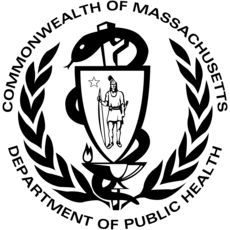 COMMONWEALTH OF MASSACHUSETTS
DEPARTMENT OF PUBLIC HEALTH